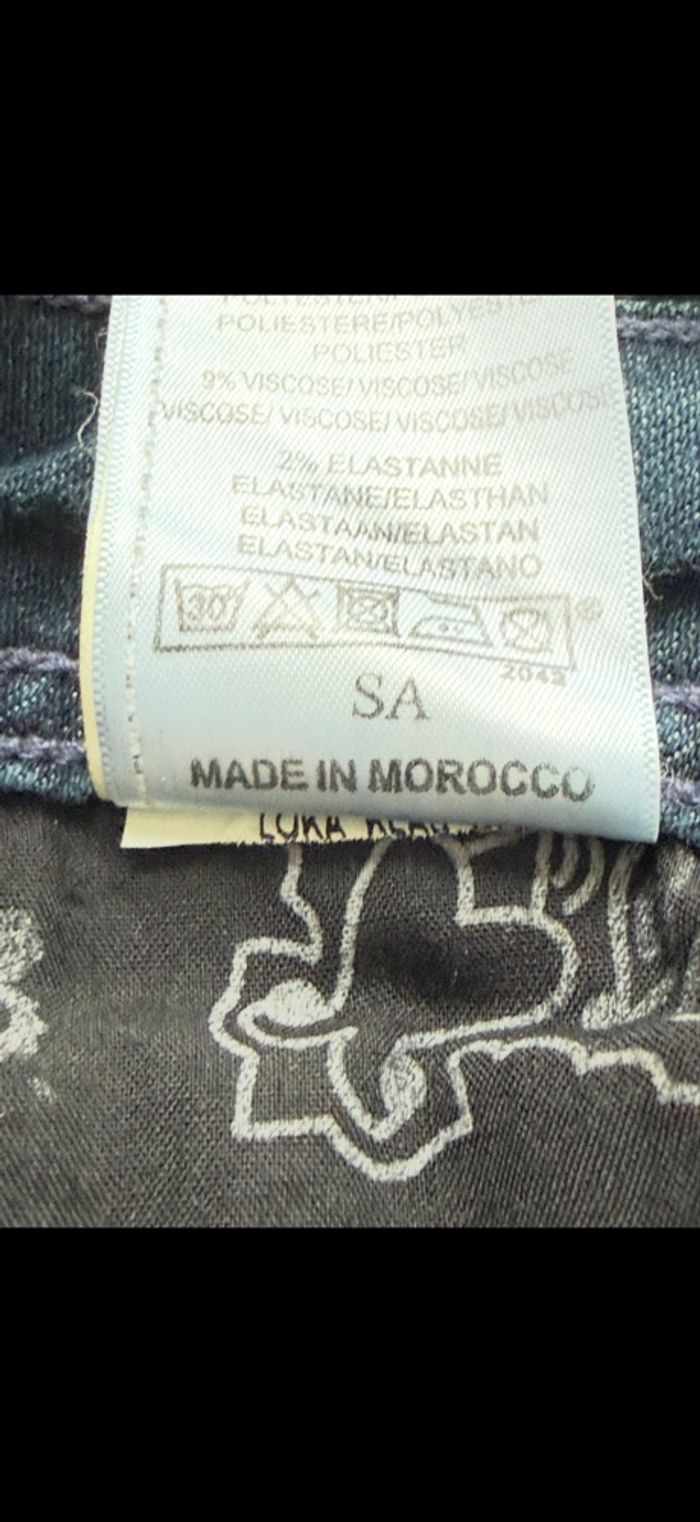 POLIESTERE/POLYESTER
POLIESTER
9% VISCOSE/ VISCOSE/ VISCOSE
VISCOSE/ VISCOSE/ VISCOSE/ VISCOSE
2% ELASTANNE
ELASTANE/ELASTHAN
ELASTAAN/ELASTAN
ELASTAN/ELASTANO
30°
®
2042
SA
MADE IN MOROCCO
LUKA